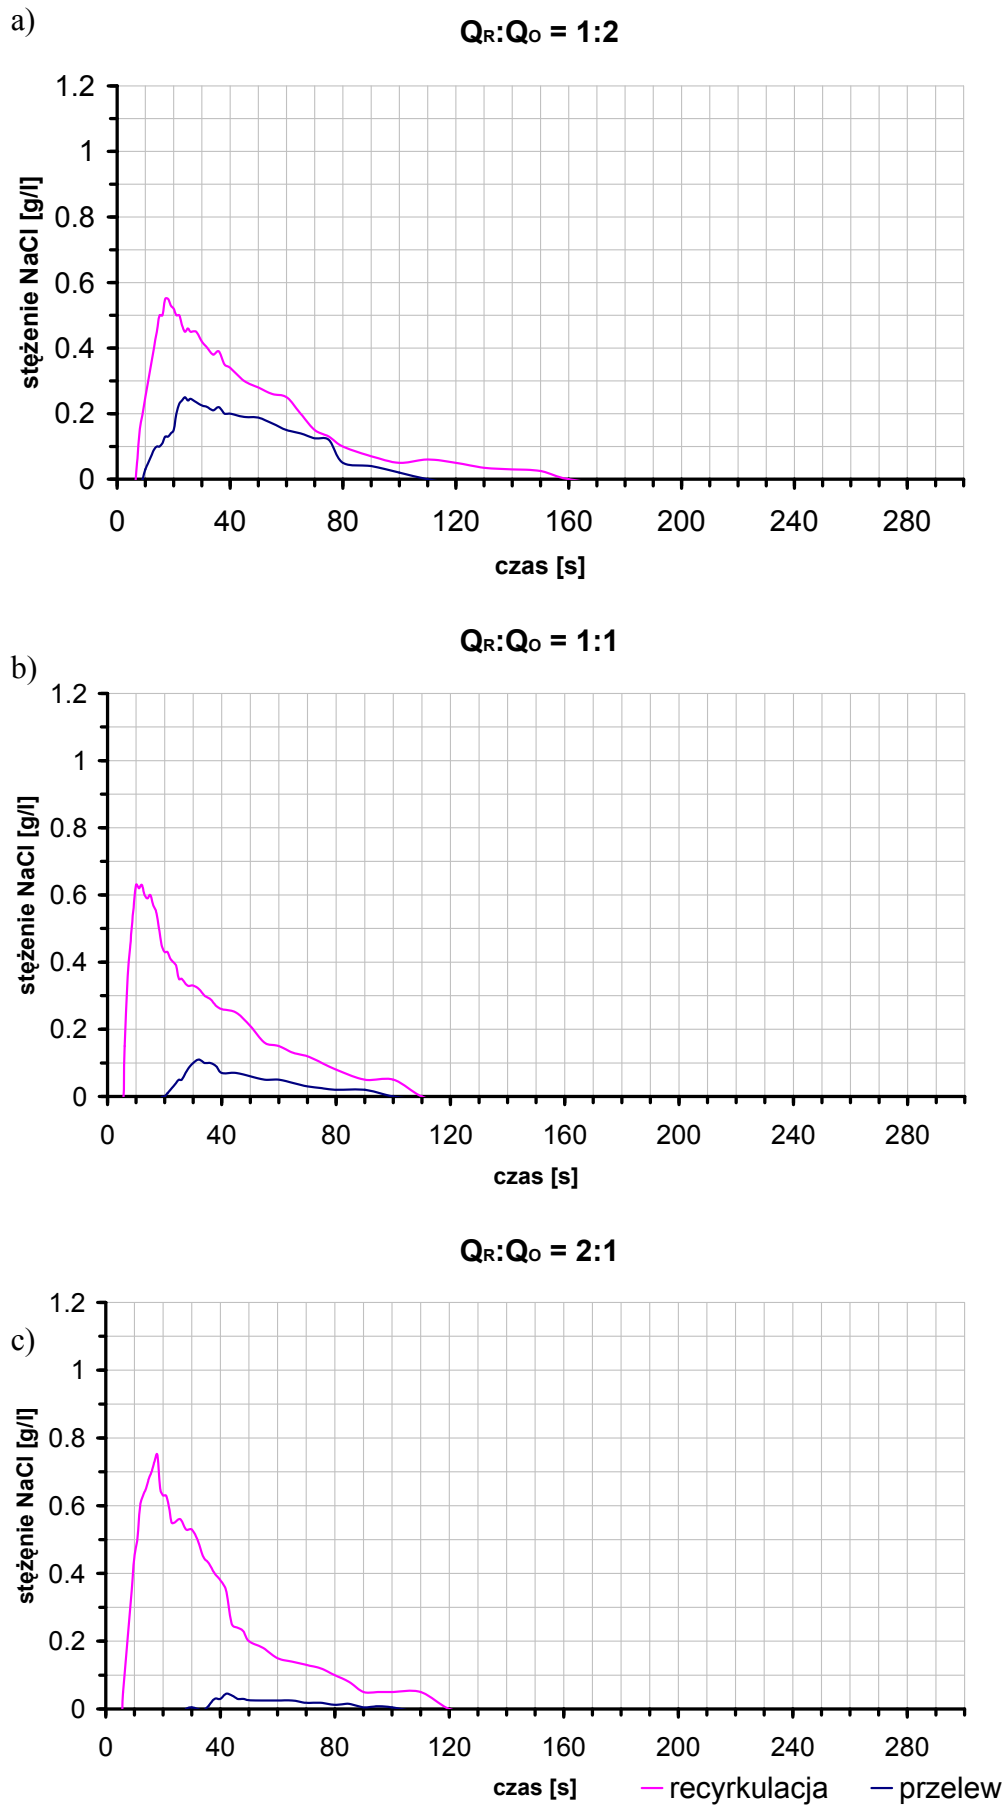 a)
QR:QO = 1:2
1.2
1
0.8
0.6
0.4
0.2
0
stężenie NaCl [g/l]
0 40 80 120 160 200 240 280
czas [s]
QR:QO = 1:1
b)
1.2
1
0.8
0.6
0.4
0.2
0
stężenie NaCl [g/l]
0 40 80 120 160 200 240 280
czas [s]
QR:QO = 2:1
c)
1.2
1
0.8
0.6
0.4
0.2
0
stężęnie NaCl [g/l]
0 40 80 120 160 200 240 280
czas [s]
recyrkulacja przelew